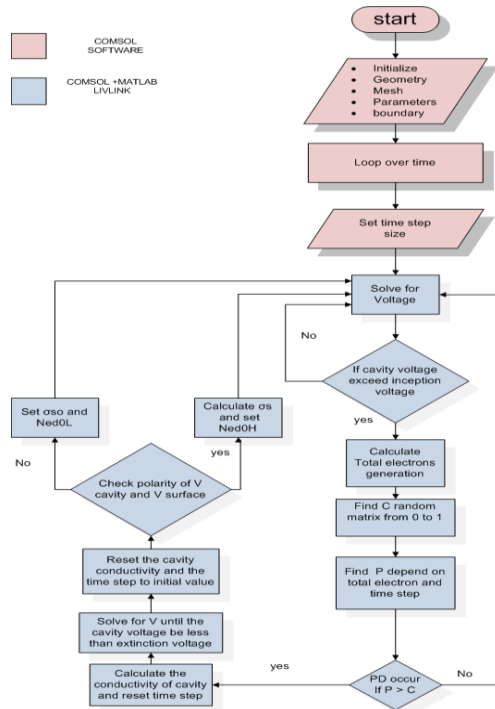 COMSOL
SOFTWARE
COMSOL +MATLAB
LIVLINK
start
• Initialize
• Geometry
• Mesh
• Parameters
• boundary
Loop over time
Set time step
size
Solve for
Voltage
No
If cavity voltage
exceed inception
voltage
yes
Calculate
Total electrons
generation
Find C random
matrix from 0 to 1
Find P depend on
total electron and
time step
PD occur
If P > C
No
yes
Calculate the
conductivity of cavity
and reset time step
Solve for V until the
cavity voltage be less
than extinction voltage
Reset the cavity
conductivity and the
time step to initial value
Check polarity of V
cavity and V surface
No
yes
Set σso and
Ned0L
Calculate σs
and set
Ned0H